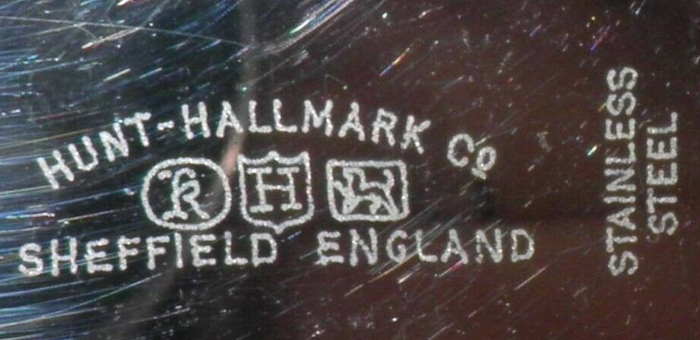 HUNT-HALLMARK Co
H
SHEFFIELD ENGLAND
STAINLESS
STEEL